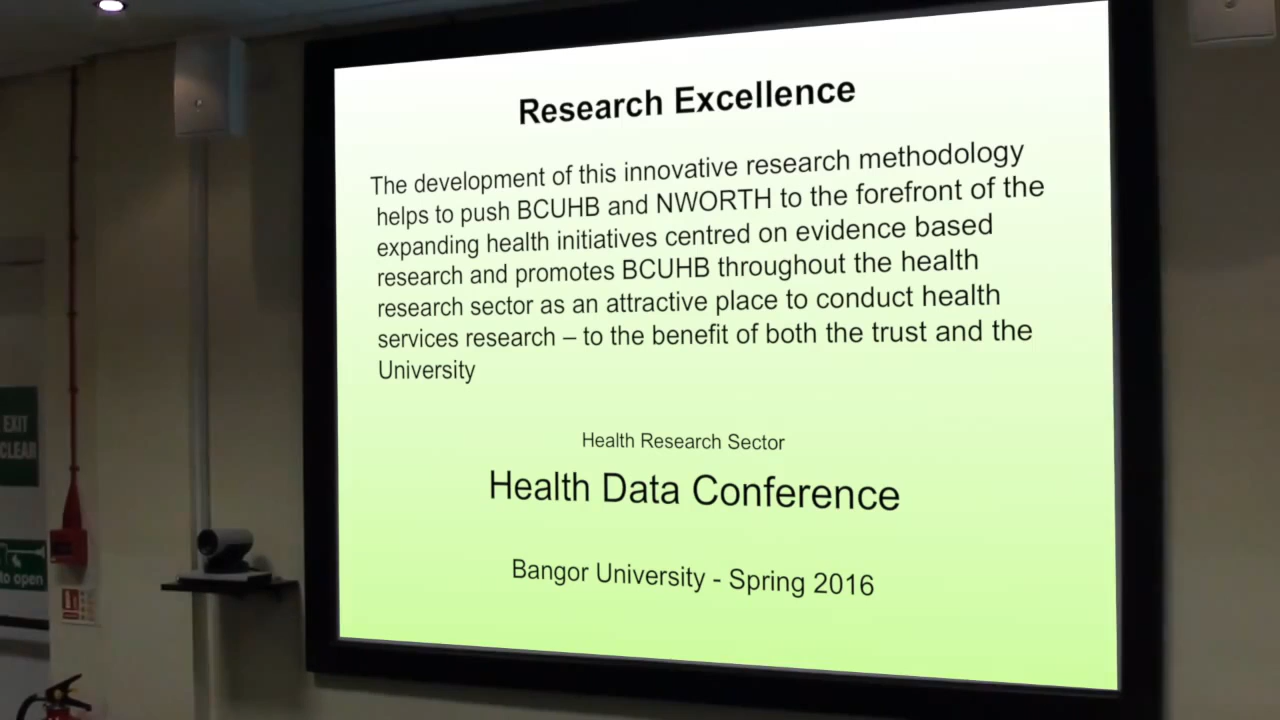 Research Excellence
The development of this innovative research methodology
helps to push BCUHB and NWORTH to the forefront of the
expanding health initiatives centred on evidence based
research and promotes BCUHB throughout the health
research sector as an attractive place to conduct health
services research – to the benefit of both the trust and the
University
Health Research Sector
Health Data Conference
Bangor University - Spring 2016
EXIT
CLEAR
to open